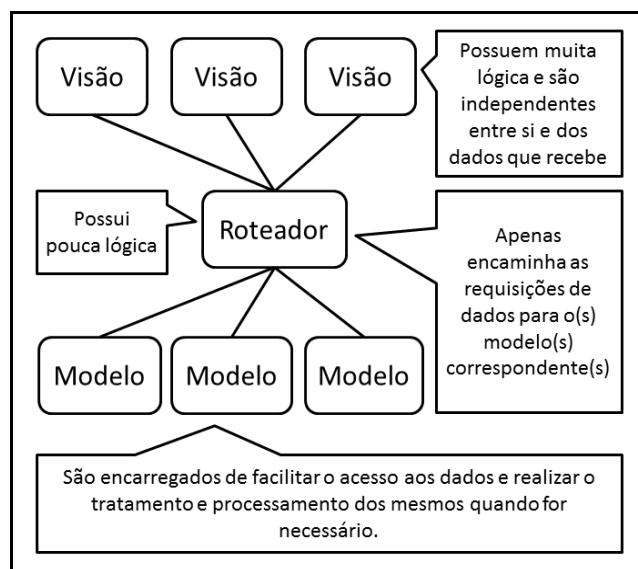 Visão
Visão
Visão
Possuem muita
lógica e são
independentes
entre si e dos
dados que recebe
Possui
pouca lógica
Roteador
Apenas
encaminha as
requisições de
dados para o(s)
modelo(s)
correspondente(s)
Modelo
Modelo
Modelo
São encarregados de facilitar o acesso aos dados e realizar o
tratamento e processamento dos mesmos quando for
necessário.